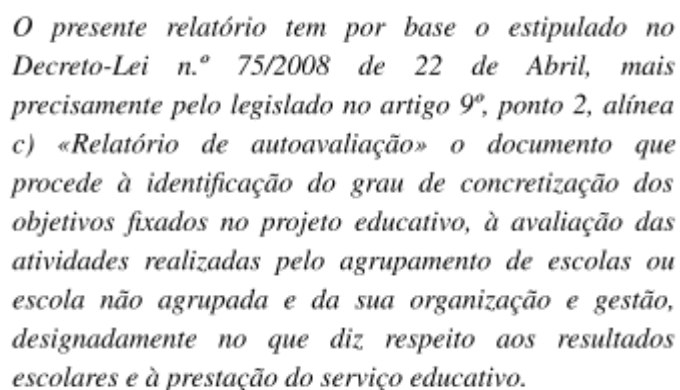 O presente relatório tem por base o estipulado no
Decreto-Lei n.º 75/2008 de 22 de Abril, mais
precisamente pelo legislado no artigo 9º, ponto 2, alínea
c) «Relatório de autoavaliação» o documento que
procede à identificação do grau de concretização dos
objetivos fixados no projeto educativo, à avaliação das
atividades realizadas pelo agrupamento de escolas ou
escola não agrupada e da sua organização e gestão,
designadamente no que diz respeito aos resultados
escolares e à prestação do serviço educativo.